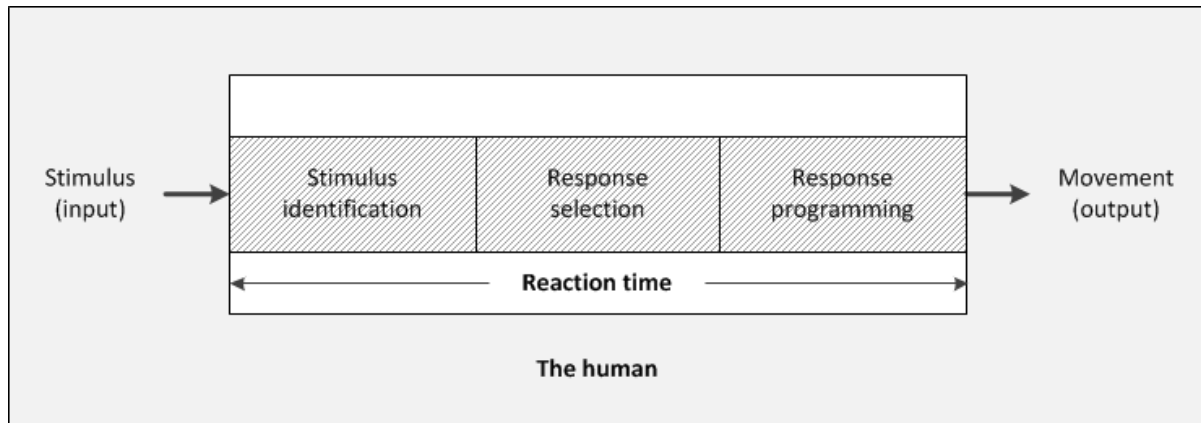 Stimulus
(input)
Stimulus
identification
Response
selection
Response
programming
Movement
(output)
Reaction time
The human